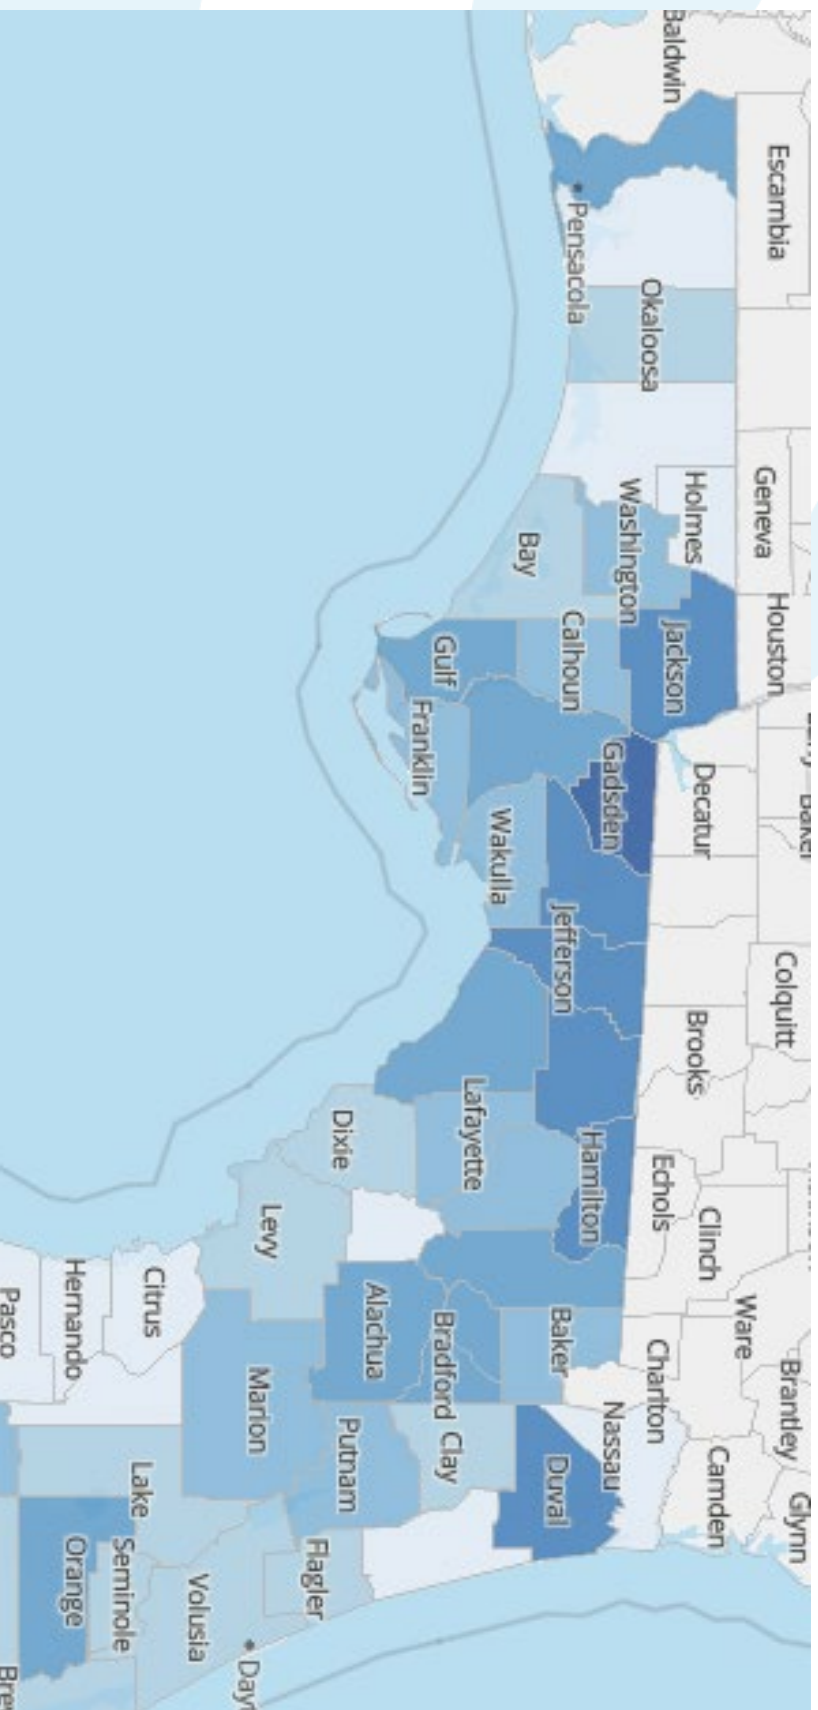 Baldwin
Escambia
Pensacola
Okaloosa
Geneva
Holmes
Washington
Bay
Houston
Jackson
Calhoun
Gulf
Franklin
Decatur
Gadsden
Wakulla
Jefferson
Colquitt
Brooks
Lafayette
Dixie
Hamilton
Echols
Clinch
Levy
Citrus
Hernando
Pasco
Alachua
Bradford
Baker
Ware
Charlton
Brantley
Nassau
Camden
Glynn
Marion
Putnam
Clay
Duval
Lake
Orange
Seminole
Volusia
Flagler